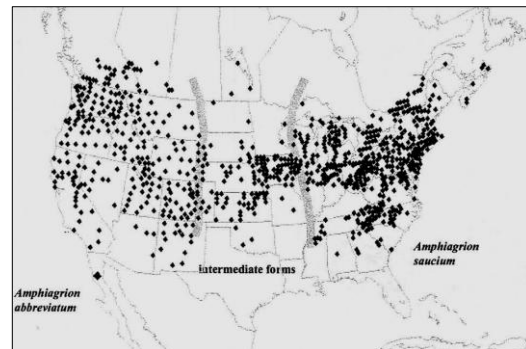 intermediate forms
Amphiagrion
saucium
Amphiagrion
abbreviatum